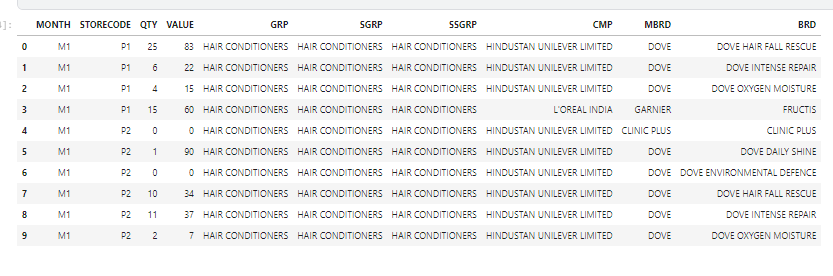 MONTH STORECODE QTY VALUE GRP SGRP SSGRP CMP MBRD BRD
0 M1 P1 25 83 HAIR CONDITIONERS HAIR CONDITIONERS HAIR CONDITIONERS HINDUSTAN UNILEVER LIMITED DOVE DOVE HAIR FALL RESCUE
1 M1 P1 6 22 HAIR CONDITIONERS HAIR CONDITIONERS HAIR CONDITIONERS HINDUSTAN UNILEVER LIMITED DOVE DOVE INTENSE REPAIR
2 M1 P1 4 15 HAIR CONDITIONERS HAIR CONDITIONERS HAIR CONDITIONERS HINDUSTAN UNILEVER LIMITED DOVE DOVE OXYGEN MOISTURE
3 M1 P1 15 60 HAIR CONDITIONERS HAIR CONDITIONERS HAIR CONDITIONERS L'OREAL INDIA GARNIER FRUCTIS
4 M1 P2 0 0 HAIR CONDITIONERS HAIR CONDITIONERS HAIR CONDITIONERS HINDUSTAN UNILEVER LIMITED CLINIC PLUS CLINIC PLUS
5 M1 P2 1 90 HAIR CONDITIONERS HAIR CONDITIONERS HAIR CONDITIONERS HINDUSTAN UNILEVER LIMITED DOVE DOVE DAILY SHINE
6 M1 P2 0 0 HAIR CONDITIONERS HAIR CONDITIONERS HAIR CONDITIONERS HINDUSTAN UNILEVER LIMITED DOVE DOVE ENVIRONMENTAL DEFENCE
7 M1 P2 10 34 HAIR CONDITIONERS HAIR CONDITIONERS HAIR CONDITIONERS HINDUSTAN UNILEVER LIMITED DOVE DOVE HAIR FALL RESCUE
8 M1 P2 11 37 HAIR CONDITIONERS HAIR CONDITIONERS HAIR CONDITIONERS HINDUSTAN UNILEVER LIMITED DOVE DOVE INTENSE REPAIR
9 M1 P2 2 7 HAIR CONDITIONERS HAIR CONDITIONERS HAIR CONDITIONERS HINDUSTAN UNILEVER LIMITED DOVE DOVE OXYGEN MOISTURE